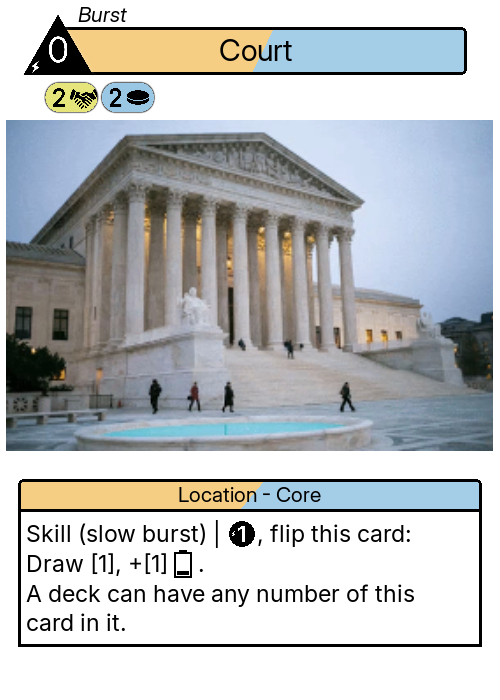 Burst
0
Court
2 2
Location - Core
Skill (slow burst) | 1, flip this card:
Draw [1], +[1] .
A deck can have any number of this
card in it.